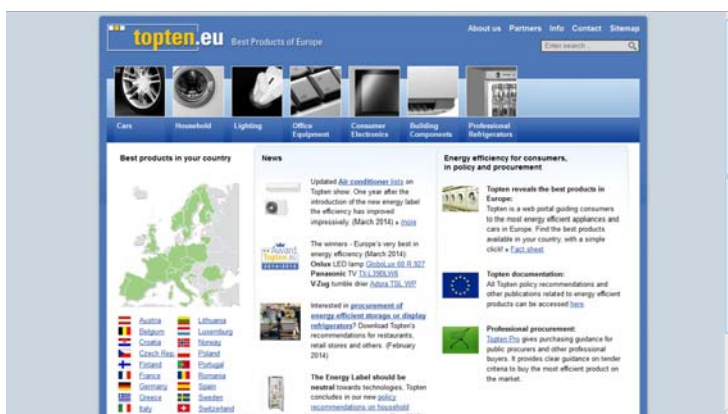 topten.eu Best Products of Europe
About us Partners Info Contact Sitemap
Enter search ..
Cars Household Lighting Office Equipment Consumer Electronics Building Components Professional Refrigerators
Best products in your country
Austria Lithuania
Belgium Luxemburg
Croatia Norway
Czech Rep. Poland
Finland Portugal
France Romania
Germany Spain
Greece Sweden
Italy Switzerland
News
Updated Air conditioner lists on
Topten show: One year after the
introduction of the new energy label
the efficiency has improved
impressively. (March 2014) » more
Award
Topten.eu
The winners - Europe's very best in
energy efficiency (March 2014)
Onlux LED lamp GloboLux 60 R 327
Panasonic TV TX-L39DLW6
V-Zug tumble drier Adora TSL WP
Interested in procurement of
energy efficient storage or display
refrigerators? Download Topten's
recommendations for restaurants,
retail stores and others. (February
2014)
The Energy Label should be
neutral towards technologies, Topten
concludes in our new policy
recommendations on household
Energy efficiency for consumers,
in policy and procurement
Topten reveals the best products in
Europe:
Topten is a web portal guiding consumers
to the most energy efficient appliances and
cars in Europe. Find the best products
available in your country, with a simple
click! » Fact sheet
Topten documentation:
All Topten policy recommendations and
other publications related to energy efficient
products can be accessed here.
Professional procurement:
Topten Pro gives purchasing guidance for
public procurers and other professional
buyers. It provides clear guidance on tender
criteria to buy the most efficient product on
the market.